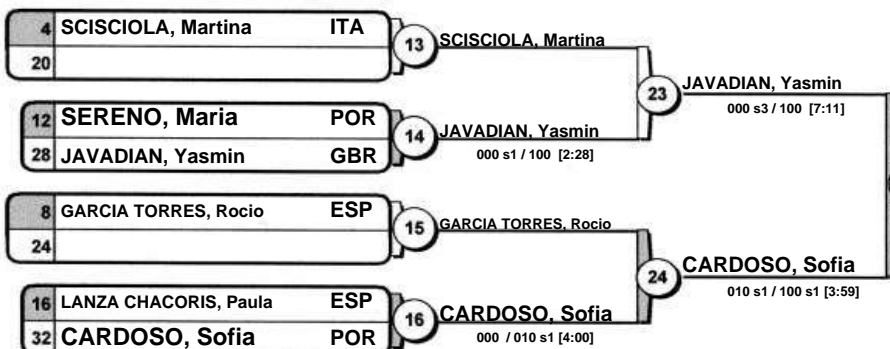 4 SCISCIOLA, Martina ITA
20
13 SCISCIOLA, Martina
12 SERENO, Maria POR
28 JAVADIAN, Yasmin GBR
14 JAVADIAN, Yasmin
000 s1 / 100 [2:28]
23 JAVADIAN, Yasmin
000 s3 / 100 [7:11]
8 GARCIA TORRES, Rocio ESP
24
15 GARCIA TORRES, Rocio
16 LANZA CHACORIS, Paula ESP
32 CARDOSO, Sofia POR
16 CARDOSO, Sofia
000 / 010 s1 [4:00]
24 CARDOSO, Sofia
010 s1 / 100 s1 [3:59]